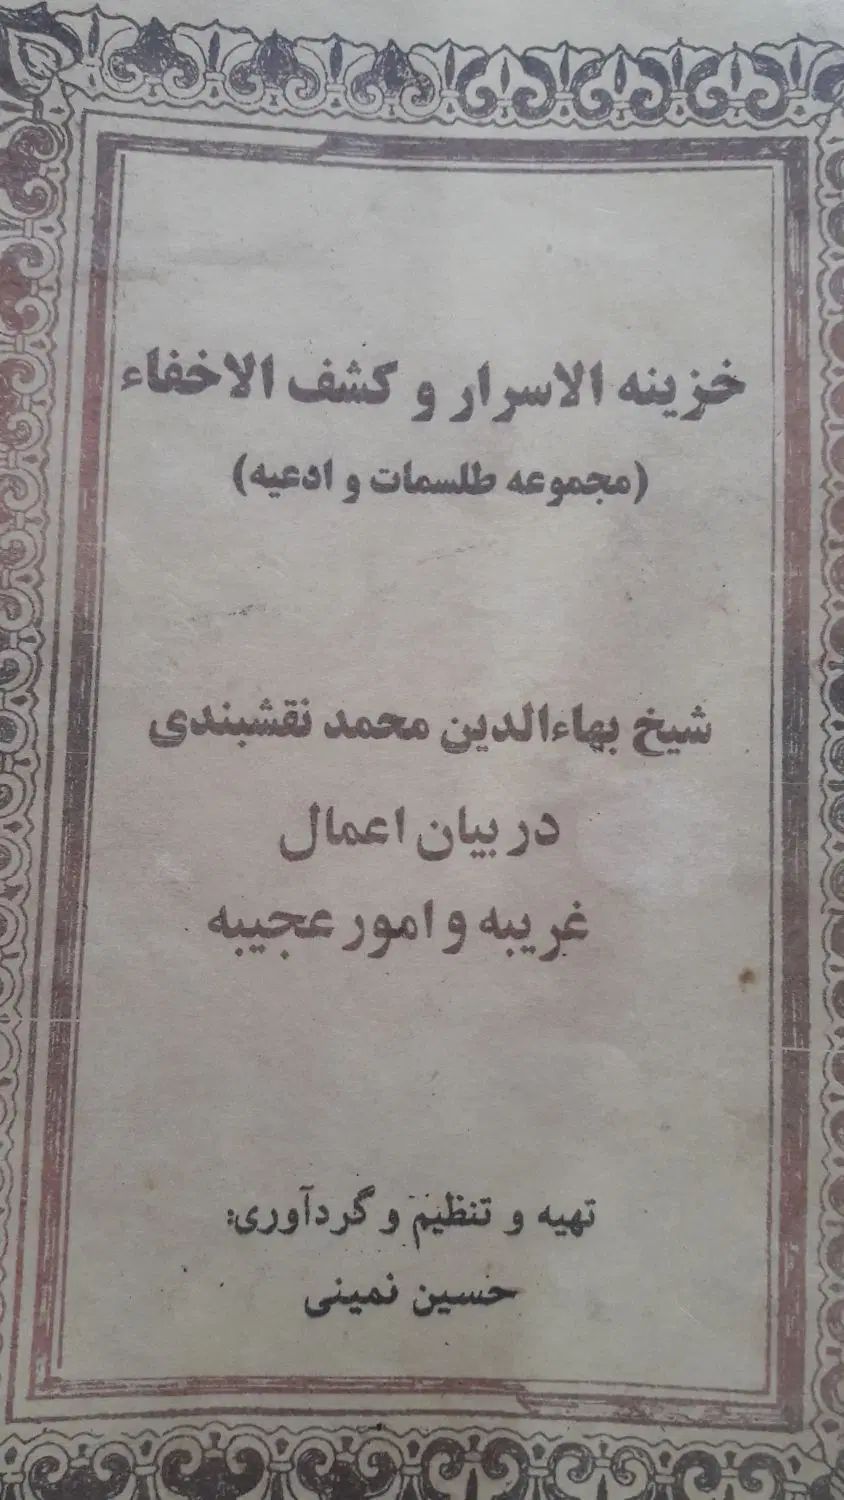 خزینه الاسرار و کشف الاخفاء
(مجموعه طلسمات و ادعیه)
شیخ بهاءالدین محمد نقشبندی
در بیان اعمال
غریبه و امور عجیبه
تهیه و تنظیم و گردآوری:
حسین نمینی